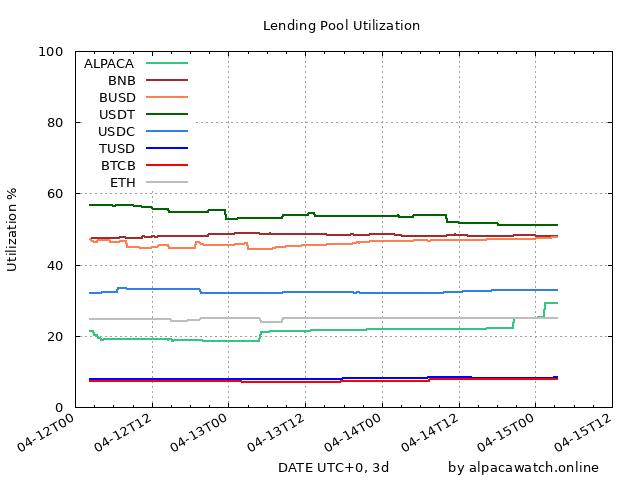 Lending Pool Utilization
100
80
60
40
20
0
Utilization %
ALPACA
BNB
BUSD
USDT
USDC
TUSD
BTCB
ETH
04-12T00
04-12T12
04-13T00
04-13T12
04-14T00
04-14T12
04-15T00
04-15T12
DATE UTC+0, 3d
by alpacawatch.online